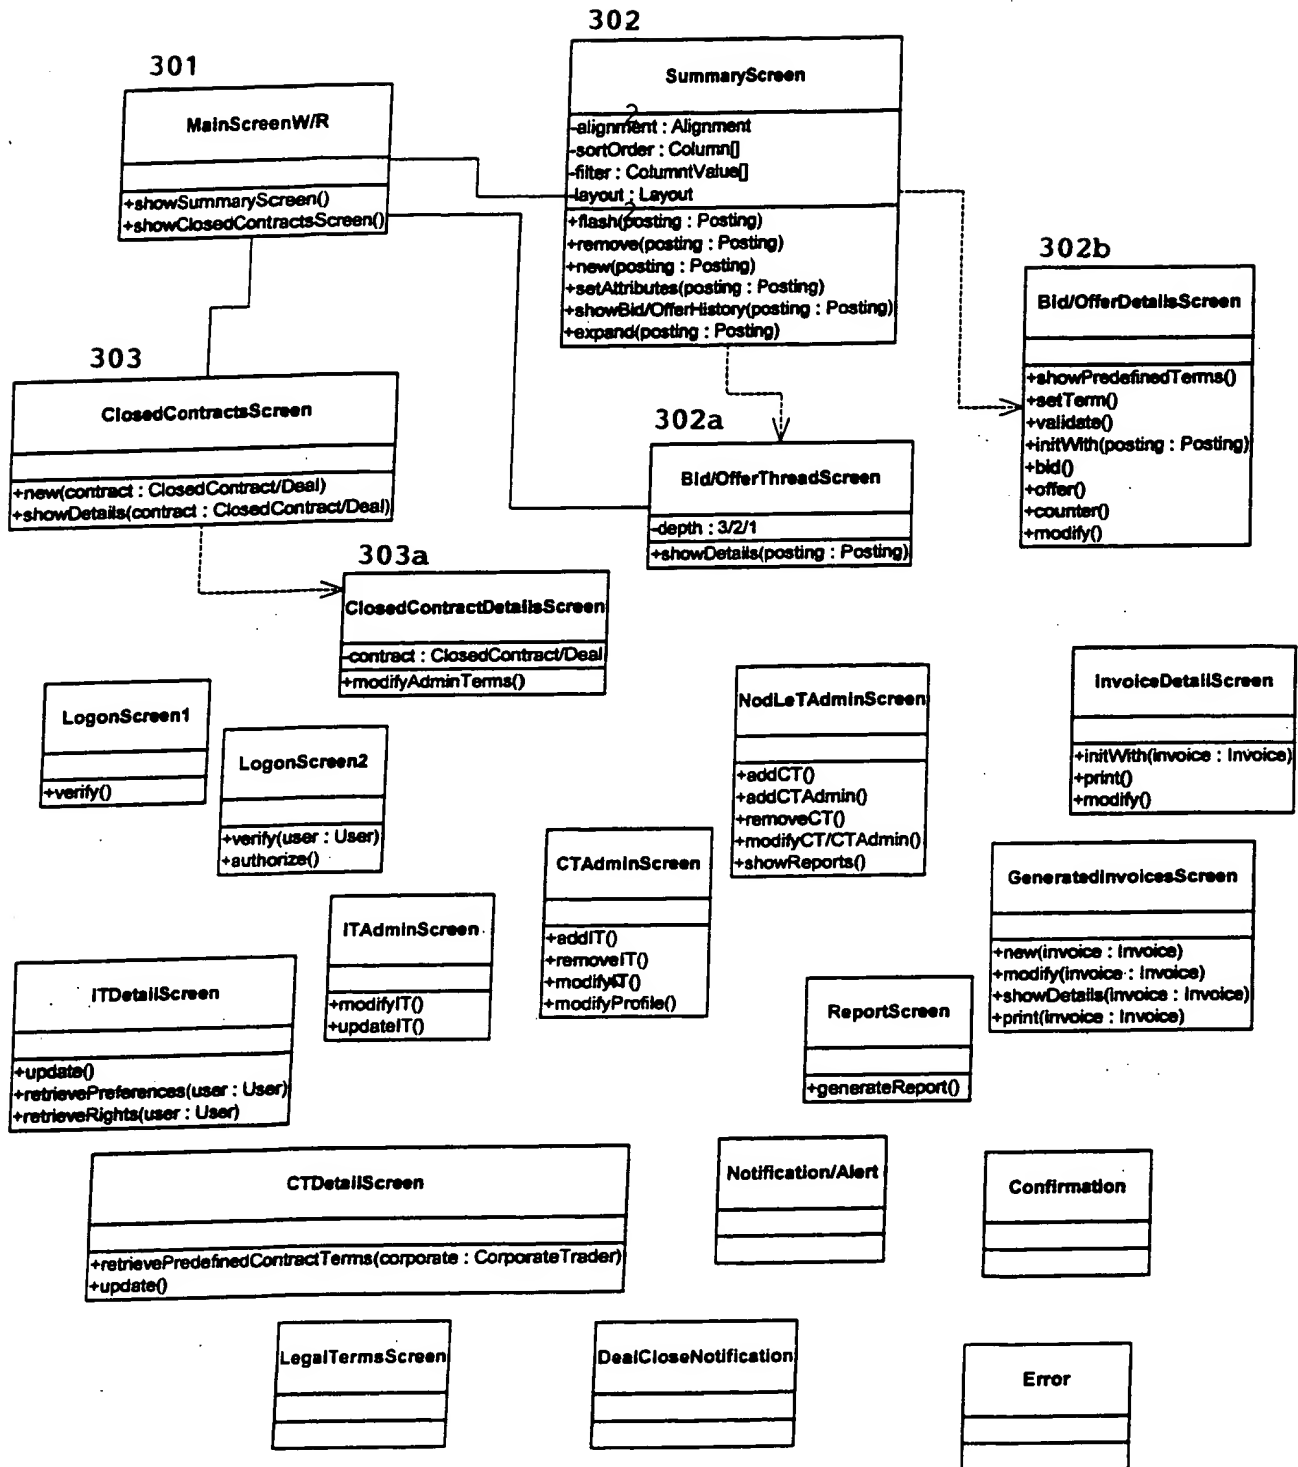 302
SummaryScreen
-alignment : Alignment
-sortOrder : Column[]
-filter : ColumntValue[]
-layout : Layout
+flash(posting : Posting)
+remove(posting : Posting)
+new(posting : Posting)
+setAttributes(posting : Posting)
+showBid/OfferHistory(posting : Posting)
+expand(posting : Posting)
301
MainScreenW/R
+showSummaryScreen()
+showClosedContractsScreen()
302b
Bid/OfferDetailsScreen
+showPredefinedTerms()
+setTerm()
+validate()
+initWith(posting : Posting)
+bid()
+offer()
+counter()
+modify()
303
ClosedContractsScreen
+new(contract : ClosedContract/Deal)
+showDetails(contract : ClosedContract/Deal)
302a
Bid/OfferThreadScreen
-depth : 3/2/1
+showDetails(posting : Posting)
303a
ClosedContractDetailsScreen
-contract : ClosedContract/Deal
+modifyAdminTerms()
LogonScreen1
+verify()
LogonScreen2
+verify(user : User)
+authorize()
NodLeTAdminScreen
+addCT()
+addCTAdmin()
+removeCT()
+modifyCT/CTAdmin()
+showReports()
InvoiceDetailScreen
+initWith(invoice : Invoice)
+print()
+modify()
CTAdminScreen
+addIT()
+removeIT()
+modifyIT()
+modifyProfile()
GeneratedInvoicesScreen
+new(invoice : Invoice)
+modify(invoice : Invoice)
+showDetails(invoice : Invoice)
+print(invoice : Invoice)
ITAdminScreen
+modifyIT()
+updateIT()
ITDetailScreen
+update()
+retrievePreferences(user : User)
+retrieveRights(user : User)
ReportScreen
+generateReport()
CTDetailScreen
+retrievePredefinedContractTerms(corporate : CorporateTrader)
+update()
Notification/Alert
Confirmation
LegalTermsScreen
DealCloseNotification
Error